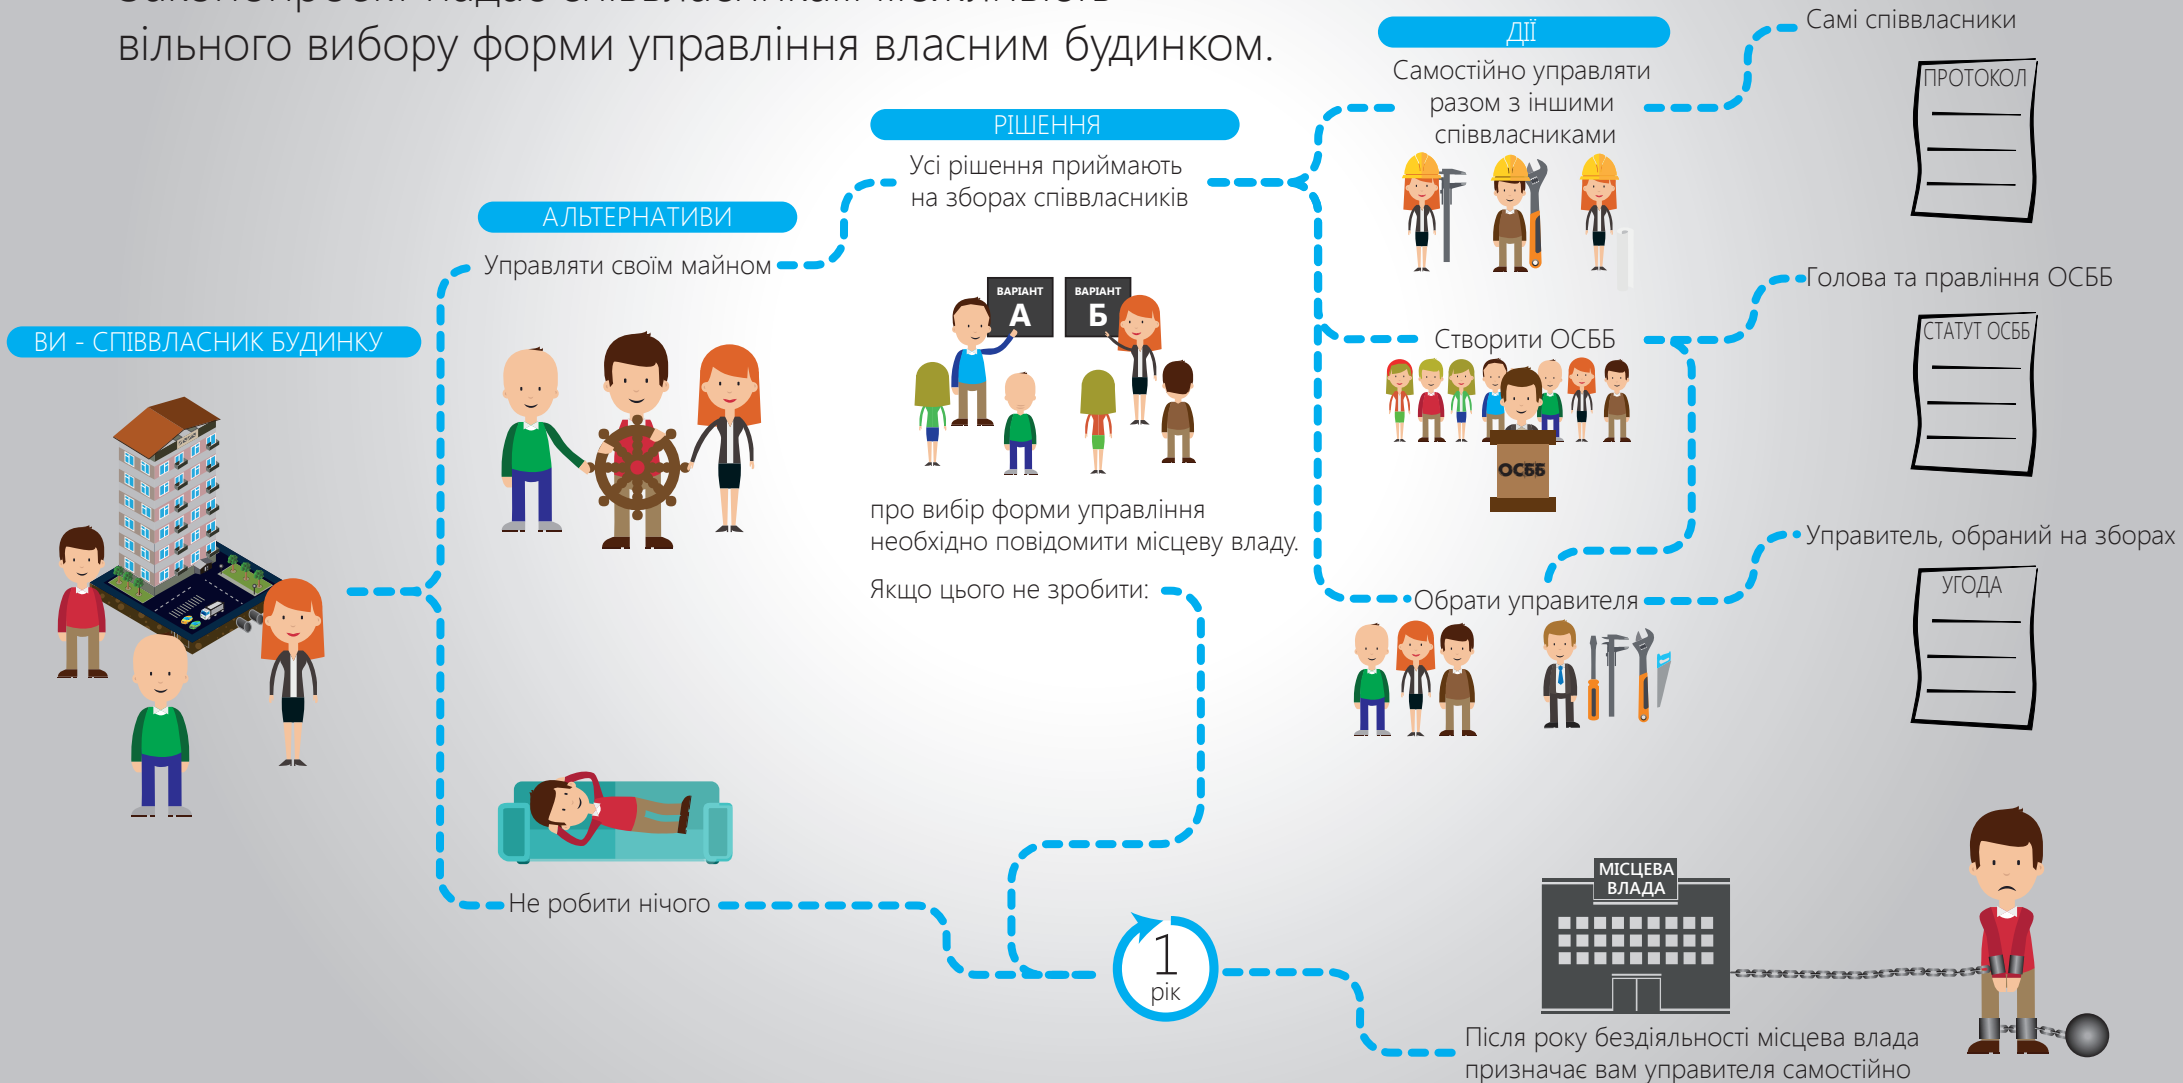 вільного вибору форми управління власним будинком.
ВИ - СПІВВЛАСНИК БУДИНКУ
АЛЬТЕРНАТИВИ
Управляти своїм майном
Не робити нічого
РІШЕННЯ
Усі рішення приймають
на зборах співвласників
ВАРІАНТ
А
ВАРІАНТ
Б
про вибір форми управління
необхідно повідомити місцеву владу.
Якщо цього не зробити:
1
рік
ДІЇ
Самостійно управляти
разом з іншими
співвласниками
Створити ОСББ
ОСББ
Обрати управителя
Самі співвласники
ПРОТОКОЛ
Голова та правління ОСББ
СТАТУТ ОСББ
Управитель, обраний на зборах
УГОДА
МІСЦЕВА
ВЛАДА
Після року бездіяльності місцева влада
призначає вам управителя самостійно